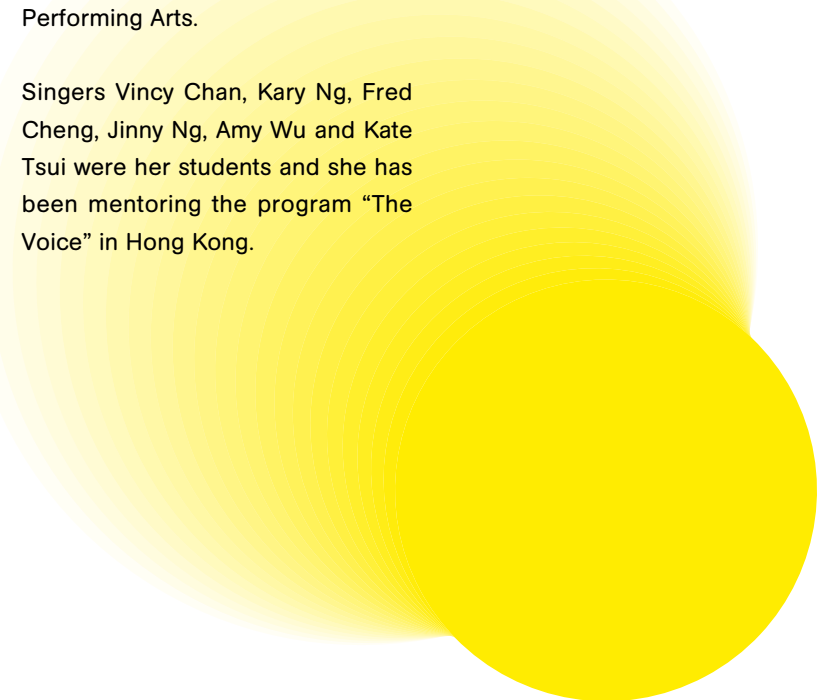 Performing Arts.
Singers Vincy Chan, Kary Ng, Fred
Cheng, Jinny Ng, Amy Wu and Kate
Tsui were her students and she has
been mentoring the program “The
Voice” in Hong Kong.